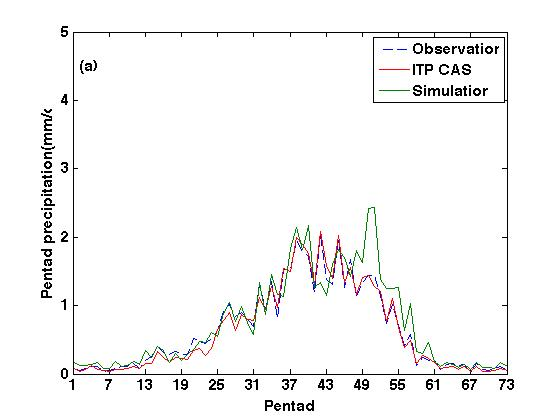 5
(a)
Observatior
ITP CAS
Simulatior
4
3
2
1
0
Pentad precipitation(mm/d
1 7 13 19 25 31 37 43 49 55 61 67 73
Pentad